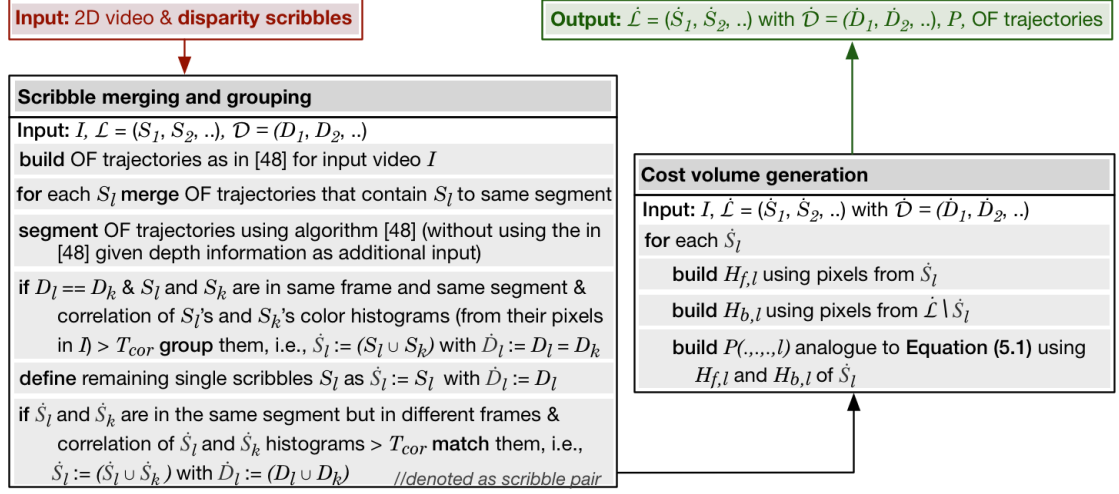 Input: 2D video & disparity scribbles
Output: ℒ̇ = (Ṡ₁, Ṡ₂, ..) with 𝒟̇ = (Ḋ₁, Ḋ₂, ..), P, OF trajectories
Scribble merging and grouping
Input: I, ℒ = (S₁, S₂, ..), 𝒟 = (D₁, D₂, ..)
build OF trajectories as in [48] for input video I
for each Sₗ merge OF trajectories that contain Sₗ to same segment
segment OF trajectories using algorithm [48] (without using the in
[48] given depth information as additional input)
if Dₗ == Dₖ & Sₗ and Sₖ are in same frame and same segment &
correlation of Sₗ's and Sₖ's color histograms (from their pixels
in I) > T_cor group them, i.e., Ṡₗ := (Sₗ ∪ Sₖ) with Ḋₗ := Dₗ = Dₖ
define remaining single scribbles Sₗ as Ṡₗ := Sₗ with Ḋₗ := Dₗ
if Ṡₗ and Ṡₖ are in the same segment but in different frames &
correlation of Ṡₗ and Ṡₖ histograms > T_cor match them, i.e.,
Ṡₗ := (Ṡₗ ∪ Ṡₖ) with Ḋₗ := (Dₗ ∪ Dₖ) //denoted as scribble pair
Cost volume generation
Input: I, ℒ̇ = (Ṡ₁, Ṡ₂, ..) with 𝒟̇ = (Ḋ₁, Ḋ₂, ..)
for each Ṡₗ
build H_f,l using pixels from Ṡₗ
build H_b,l using pixels from ℒ̇ \ Ṡₗ
build P(.,.,.,l) analogue to Equation (5.1) using
H_f,l and H_b,l of Ṡₗ